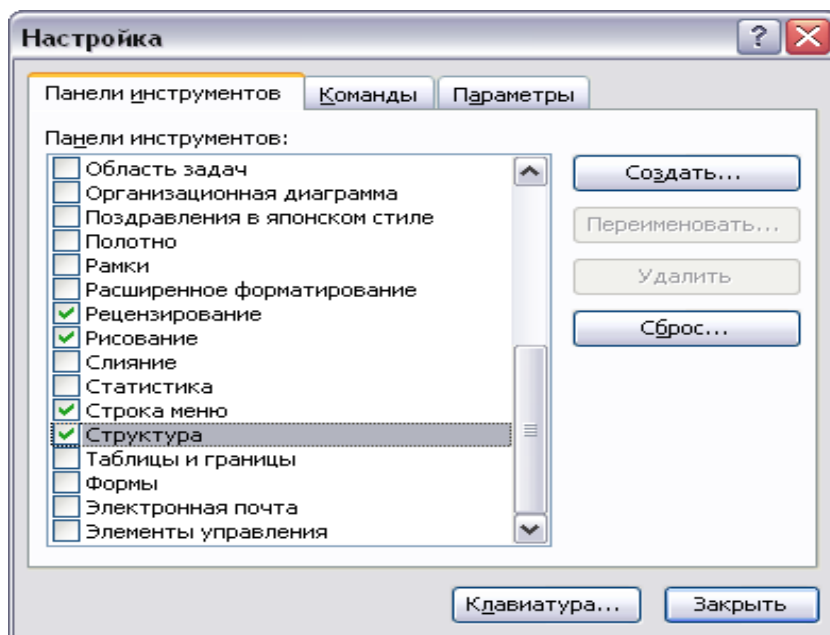 Настройка
Панели инструментов Команды Параметры
Панели инструментов:
Область задач
Организационная диаграмма
Поздравления в японском стиле
Полотно
Рамки
Расширенное форматирование
Рецензирование
Рисование
Слияние
Статистика
Строка меню
Структура
Таблицы и границы
Формы
Электронная почта
Элементы управления
Создать...
Переименовать...
Удалить
Сброс...
Клавиатура... Закрыть